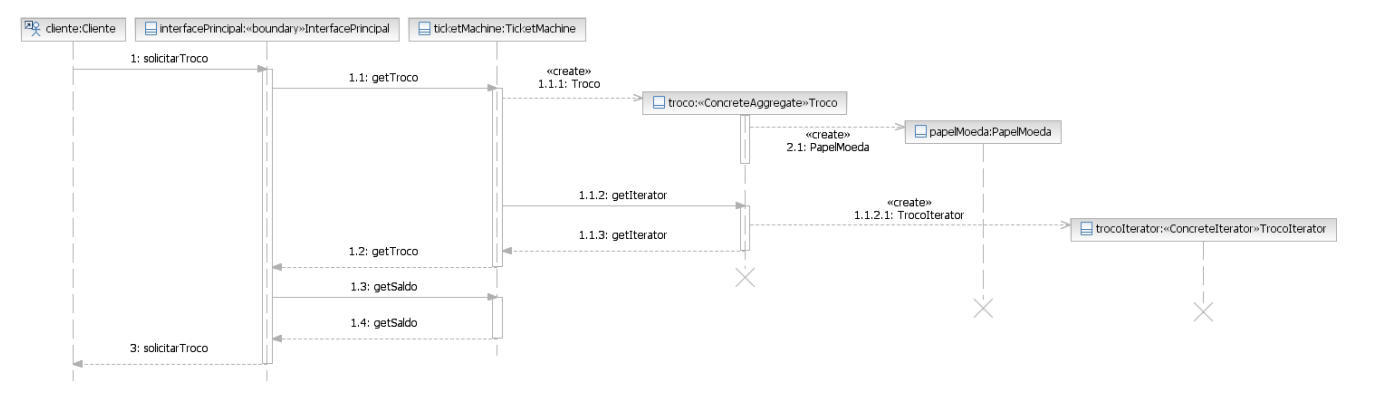 cliente:Cliente
interfacePrincipal:«boundary»InterfacePrincipal
ticketMachine:TicketMachine
1: solicitarTroco
1.1: getTroco
«create»
1.1.1: Troco
troco:«ConcreteAggregate»Troco
«create»
2.1: PapelMoeda
papelMoeda:PapelMoeda
1.1.2: getIterator
«create»
1.1.2.1: TrocoIterator
trocoIterator:«ConcreteIterator»TrocoIterator
1.1.3: getIterator
1.2: getTroco
1.3: getSaldo
1.4: getSaldo
3: solicitarTroco